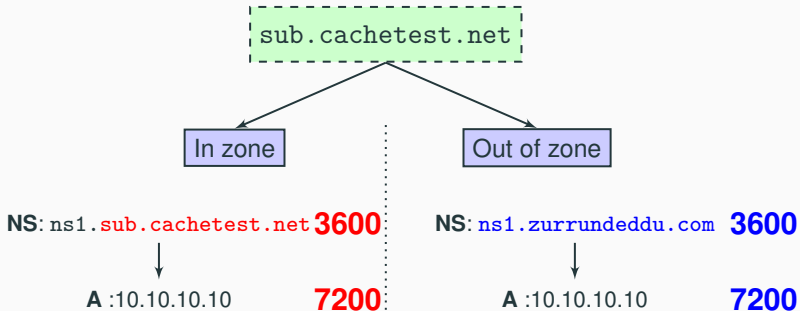 sub.cachetest.net
In zone
Out of zone
NS: ns1.sub.cachetest.net 3600
NS: ns1.zurrundeddu.com 3600
A :10.10.10.10 7200
A :10.10.10.10 7200